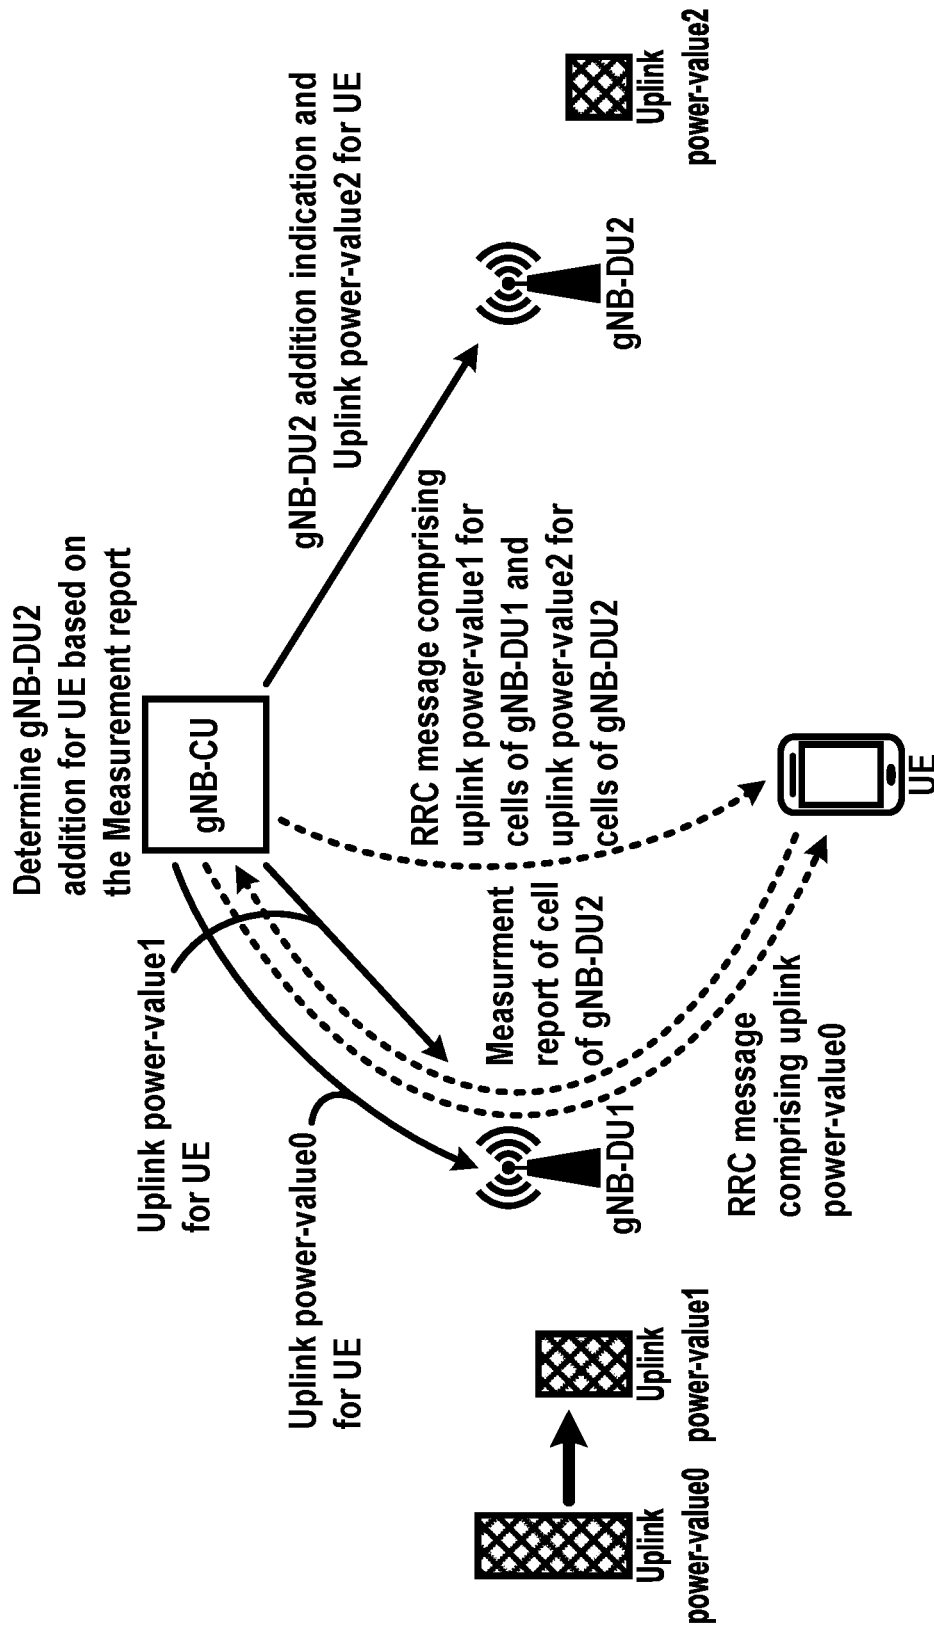 Determine gNB-DU2
addition for UE based on
the Measurement report
gNB-CU
Uplink power-value1
for UE
Uplink power-value0
for UE
gNB-DU2 addition indication and
Uplink power-value2 for UE
RRC message comprising
uplink power-value1 for
cells of gNB-DU1 and
uplink power-value2 for
cells of gNB-DU2
Measurment
report of cell
of gNB-DU2
gNB-DU1
gNB-DU2
Uplink
power-value0
Uplink
power-value1
Uplink
power-value2
RRC message
comprising uplink
power-value0
UE